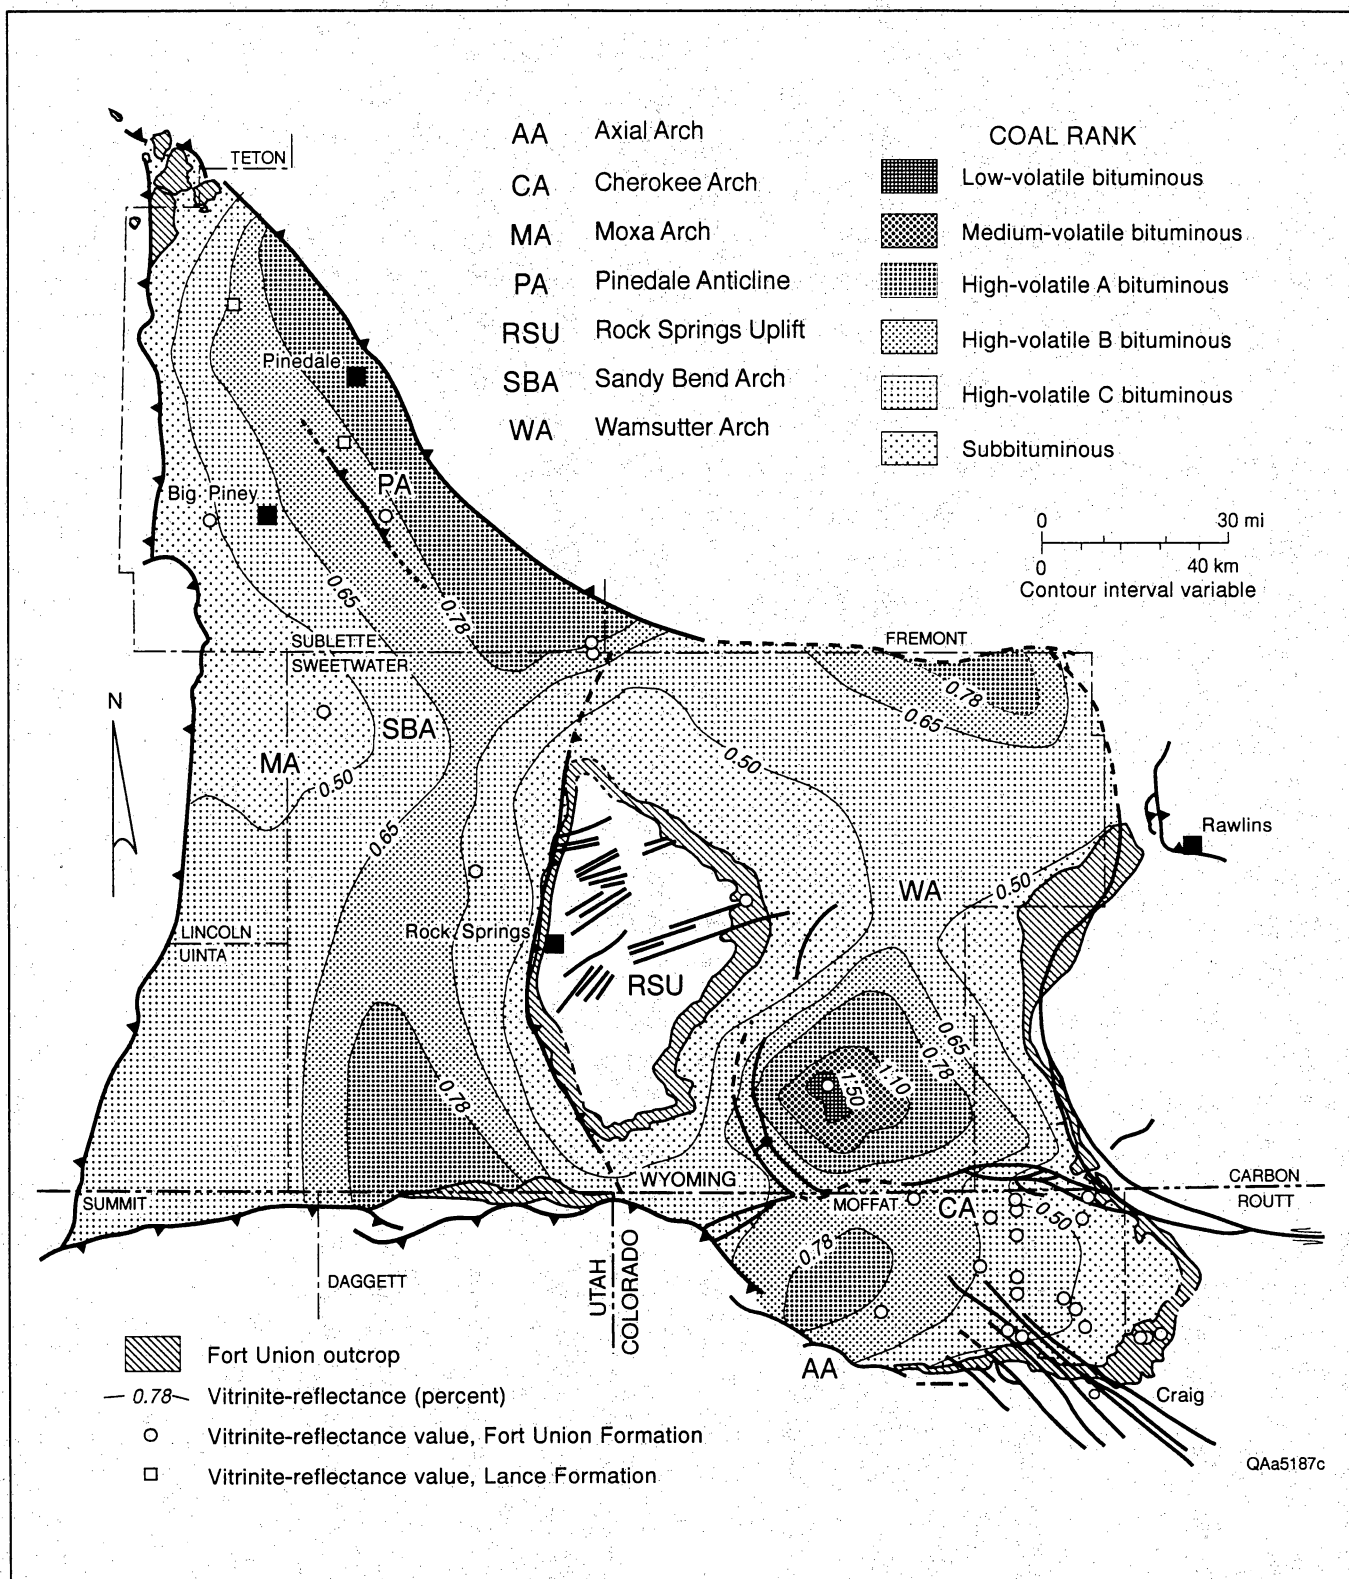 AA Axial Arch
CA Cherokee Arch
MA Moxa Arch
PA Pinedale Anticline
RSU Rock Springs Uplift
SBA Sandy Bend Arch
WA Wamsutter Arch
COAL RANK
Low-volatile bituminous
Medium-volatile bituminous
High-volatile A bituminous
High-volatile B bituminous
High-volatile C bituminous
Subbituminous
0 30 mi
0 40 km
Contour interval variable
TETON
Pinedale
PA
Big Piney
0.65
0.78
SUBLETTE
SWEETWATER
FREMONT
0.78
0.65
N
SBA
MA
0.50
0.50
0.65
Rawlins
WA
0.50
Rock Springs
LINCOLN
UINTA
RSU
0.65
0.78
1.10
1.50
0.78
WYOMING
CARBON
SUMMIT
MOFFAT
CA
0.50
ROUTT
0.78
DAGGETT
UTAH
COLORADO
AA
Craig
Fort Union outcrop
0.78 Vitrinite-reflectance (percent)
Vitrinite-reflectance value, Fort Union Formation
Vitrinite-reflectance value, Lance Formation
QAa5187c